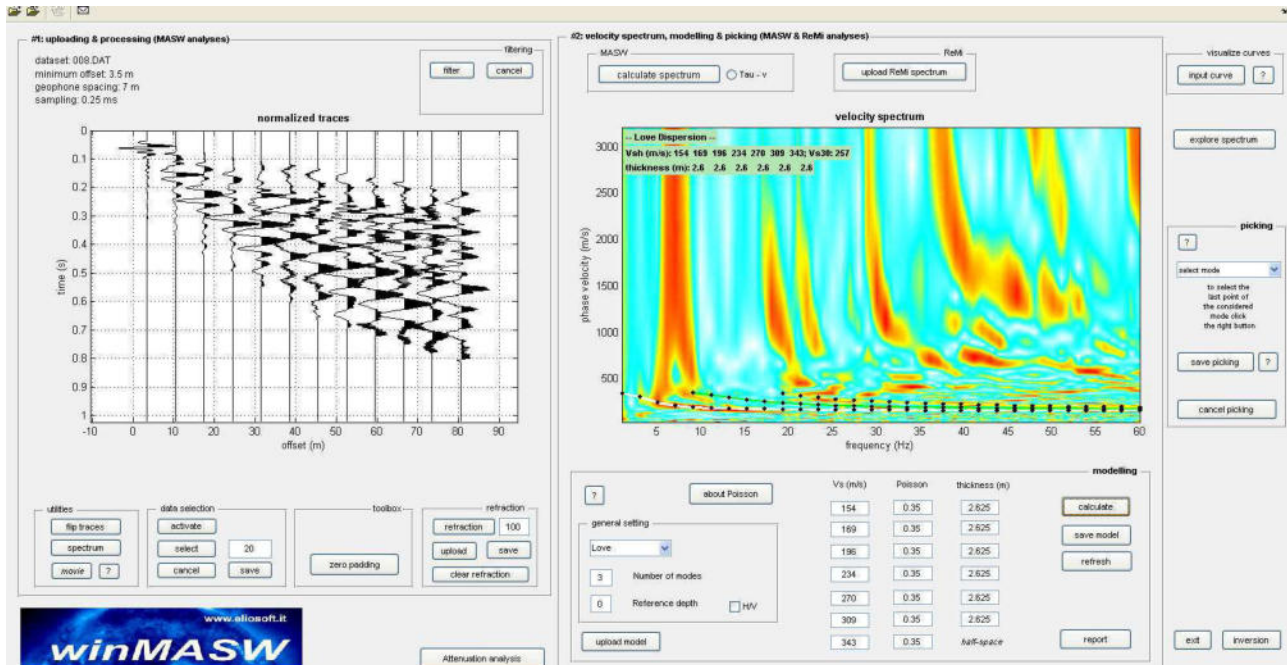 #1: uploading & processing (MASW analyses)
dataset: 008.DAT
minimum offset: 3.5 m
geophone spacing: 7 m
sampling: 0.25 ms
filtering
filter
cancel
normalized traces
0
0.1
0.2
0.3
0.4
0.5
0.6
0.7
0.8
0.9
1
time (s)
-10 0 10 20 30 40 50 60 70 80 90
offset (m)
utilities
flip traces
spectrum
movie ?
data selection
activate
select 20
cancel save
toolbox
zero padding
refraction
refraction 100
upload save
clear refraction
www.eliosoft.it
winMASW
Attenuation analysis
#2: velocity spectrum, modelling & picking (MASW & ReMi analyses)
MASW
calculate spectrum
Tau - v
ReMi
upload ReMi spectrum
velocity spectrum
-- Love Dispersion --
Vsh (m/s): 154 169 196 234 270 309 343; Vs30: 257
thickness (m): 2.6 2.6 2.6 2.6 2.6 2.6
3000
2500
2000
1500
1000
500
phase velocity (m/s)
5 10 15 20 25 30 35 40 45 50 55 60
frequency (Hz)
modelling
?
about Poisson
general setting
Love
3 Number of modes
0 Reference depth
H/V
upload model
Vs (m/s) Poisson thickness (m)
154 0.35 2.625
169 0.35 2.625
196 0.35 2.625
234 0.35 2.625
270 0.35 2.625
309 0.35 2.625
343 0.35 half-space
calculate
save model
refresh
report
visualize curves
input curve ?
explore spectrum
picking
?
select mode
to select the
last point of
the considered
mode click
the right button
save picking ?
cancel picking
exit
inversion